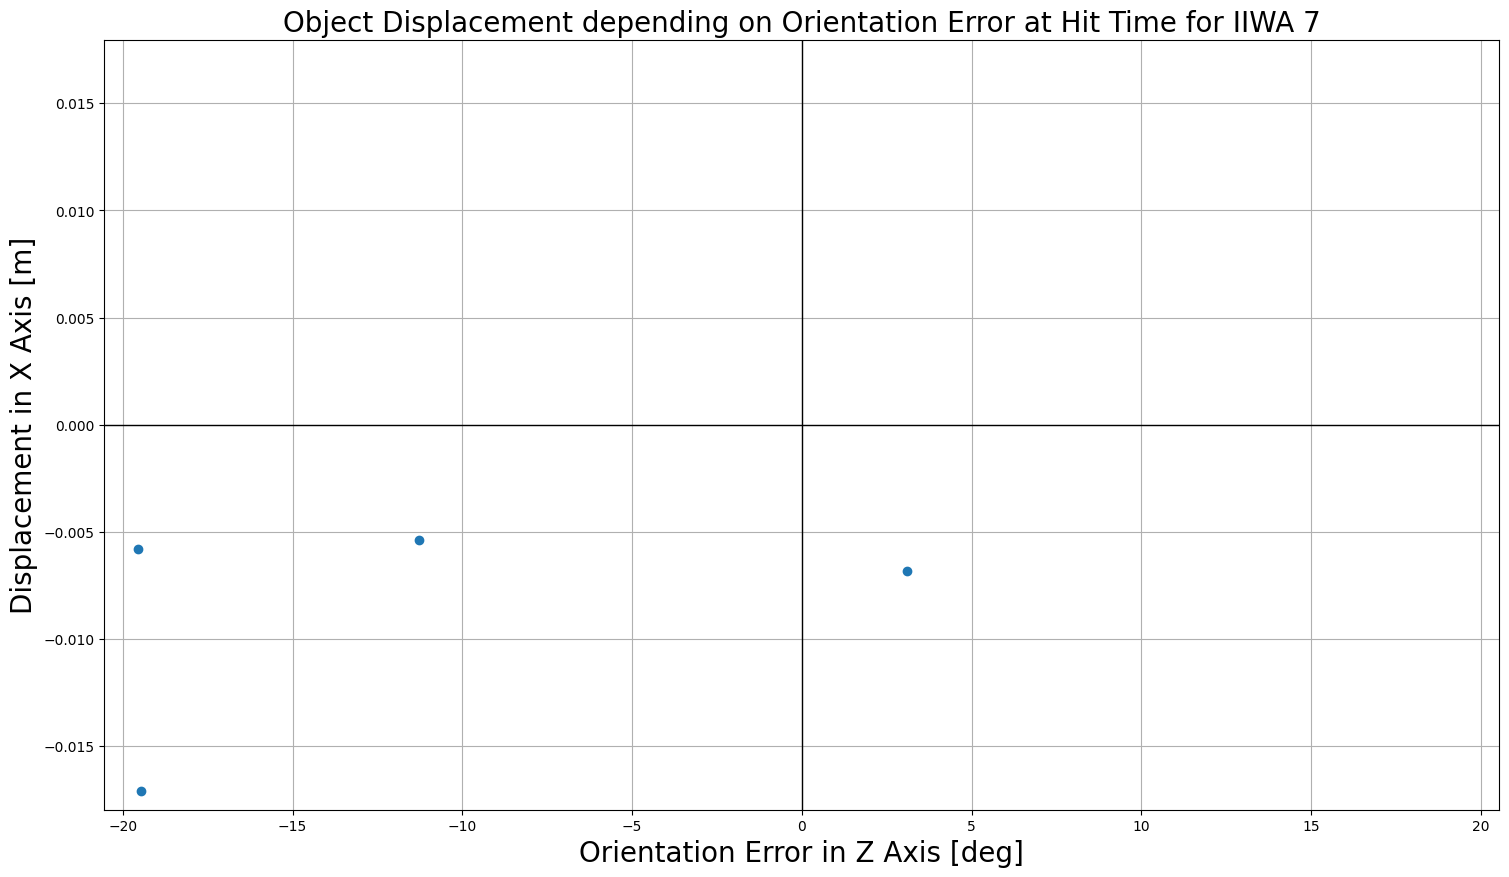 Object Displacement depending on Orientation Error at Hit Time for IIWA 7
Displacement in X Axis [m]
0.015
0.010
0.005
0.000
−0.005
−0.010
−0.015
−20 −15 −10 −5 0 5 10 15 20
Orientation Error in Z Axis [deg]